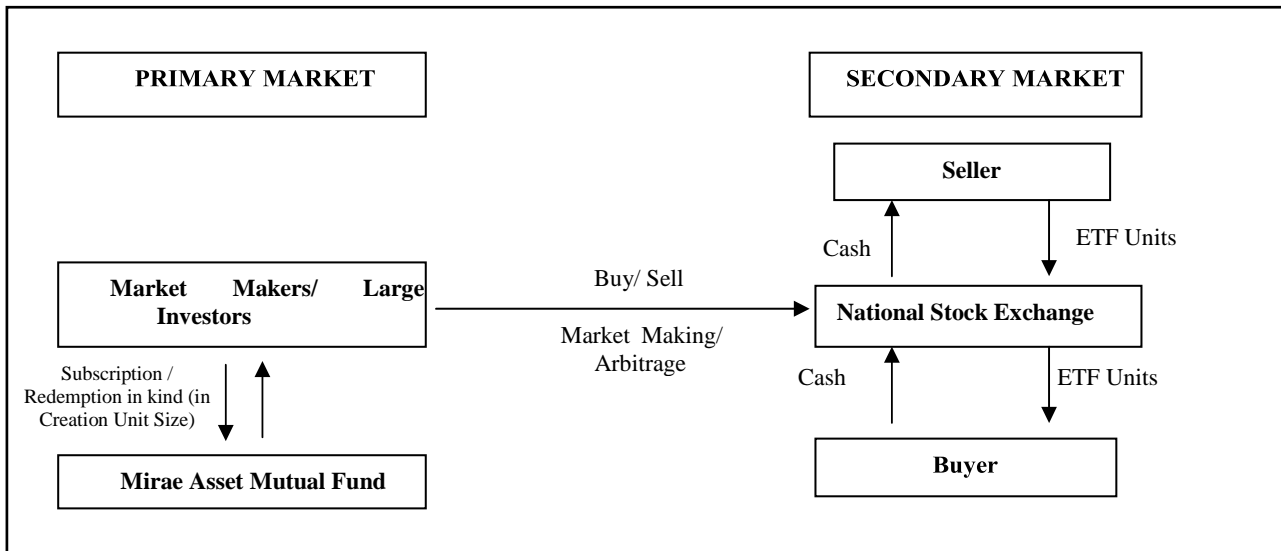 PRIMARY MARKET
SECONDARY MARKET
Seller
Cash
ETF Units
Market Makers/ Large
Investors
Buy/ Sell
Market Making/
Arbitrage
National Stock Exchange
Subscription /
Redemption in kind (in
Creation Unit Size)
Cash
ETF Units
Mirae Asset Mutual Fund
Buyer